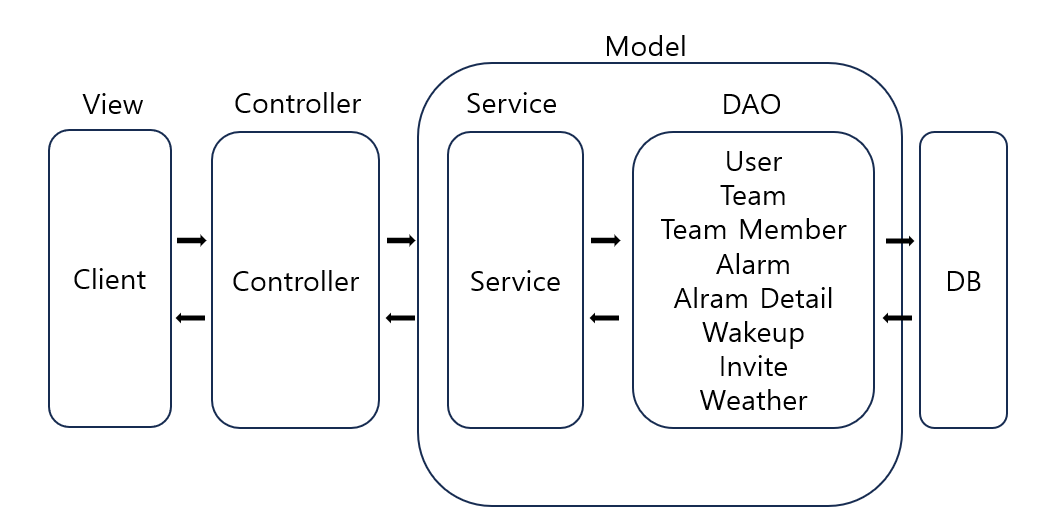 Model
View
Controller
Service
DAO
Client
Controller
Service
User
Team
Team Member
Alarm
Alram Detail
Wakeup
Invite
Weather
DB